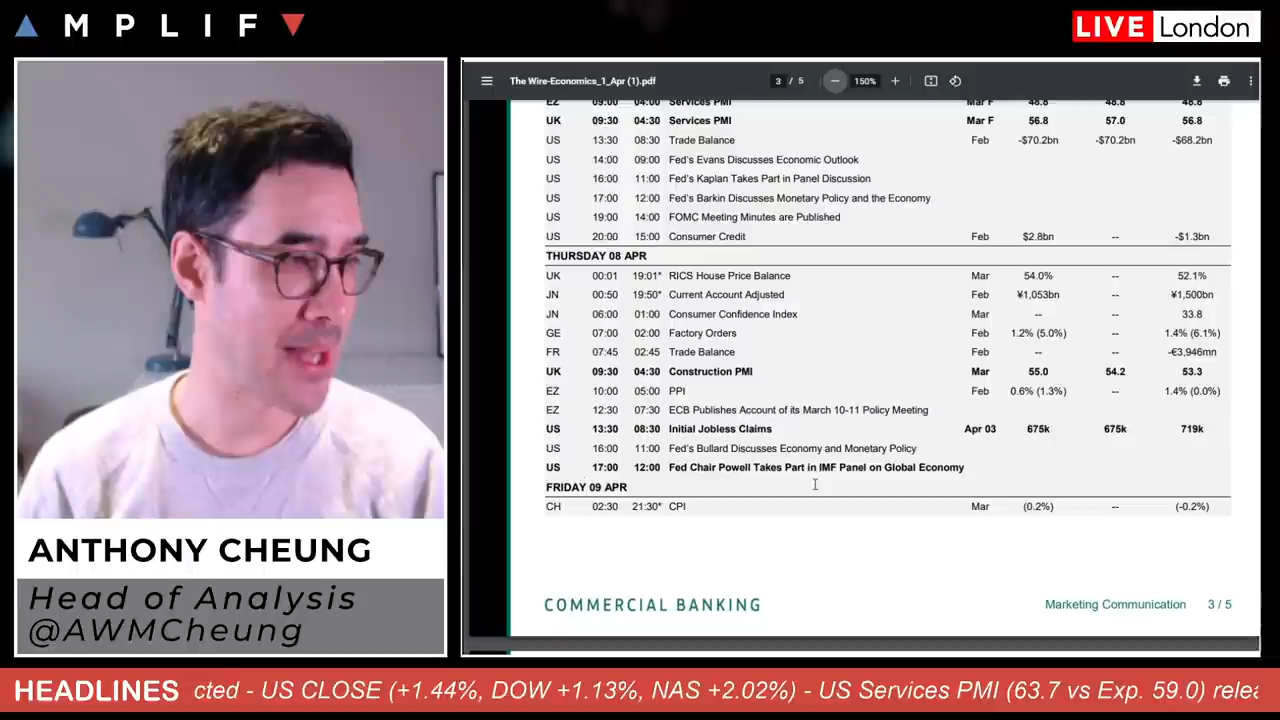 AMPLIFY
LIVE London
The Wire-Economics_1_Apr (1).pdf 3 / 5 150%
EZ 09:00 04:00 Services PMI Mar F 48.8 48.8 48.8
UK 09:30 04:30 Services PMI Mar F 56.8 57.0 56.8
US 13:30 08:30 Trade Balance Feb -$70.2bn -$70.2bn -$68.2bn
US 14:00 09:00 Fed's Evans Discusses Economic Outlook
US 16:00 11:00 Fed's Kaplan Takes Part in Panel Discussion
US 17:00 12:00 Fed's Barkin Discusses Monetary Policy and the Economy
US 19:00 14:00 FOMC Meeting Minutes are Published
US 20:00 15:00 Consumer Credit Feb $2.8bn -- -$1.3bn
THURSDAY 08 APR
UK 00:01 19:01* RICS House Price Balance Mar 54.0% -- 52.1%
JN 00:50 19:50* Current Account Adjusted Feb ¥1,053bn -- ¥1,500bn
JN 06:00 01:00 Consumer Confidence Index Mar -- -- 33.8
GE 07:00 02:00 Factory Orders Feb 1.2% (5.0%) -- 1.4% (6.1%)
FR 07:45 02:45 Trade Balance Feb -- -- -€3,946mn
UK 09:30 04:30 Construction PMI Mar 55.0 54.2 53.3
EZ 10:00 05:00 PPI Feb 0.6% (1.3%) -- 1.4% (0.0%)
EZ 12:30 07:30 ECB Publishes Account of its March 10-11 Policy Meeting
US 13:30 08:30 Initial Jobless Claims Apr 03 675k 675k 719k
US 16:00 11:00 Fed's Bullard Discusses Economy and Monetary Policy
US 17:00 12:00 Fed Chair Powell Takes Part in IMF Panel on Global Economy
FRIDAY 09 APR
CH 02:30 21:30* CPI Mar (0.2%) -- (-0.2%)
COMMERCIAL BANKING Marketing Communication 3 / 5
ANTHONY CHEUNG
Head of Analysis
@AWMCheung
HEADLINES cted - US CLOSE (+1.44%, DOW +1.13%, NAS +2.02%) - US Services PMI (63.7 vs Exp. 59.0) relea